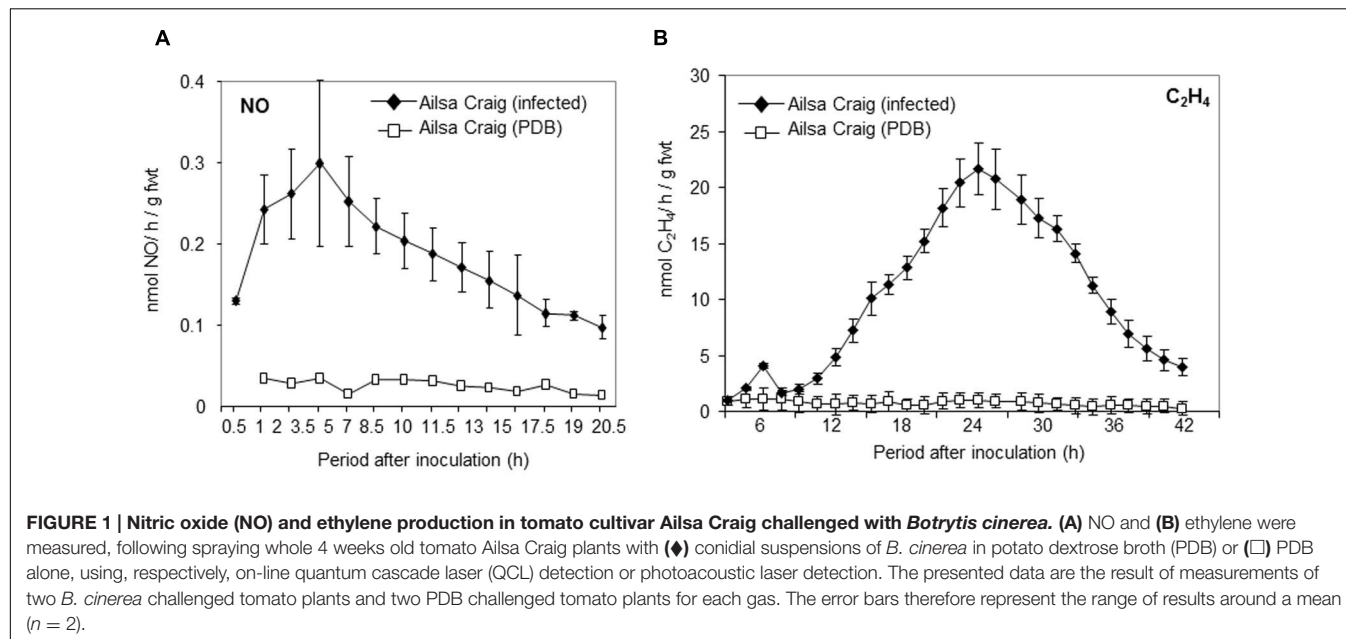 A
0.4
0.3
0.2
0.1
0
nmol NO/ h / g fwt
NO
Ailsa Craig (infected)
Ailsa Craig (PDB)
0.5 1 2 3.5 5 7 8.5 10 11.5 13 15 17.5 19 20.5
Period after inoculation (h)
B
30
25
20
15
10
5
0
nmol C₂H₄/ h / g fwt
C₂H₄
Ailsa Craig (infected)
Ailsa Craig (PDB)
6 12 18 24 30 36 42
Period after inoculation (h)
FIGURE 1 | Nitric oxide (NO) and ethylene production in tomato cultivar Ailsa Craig challenged with Botrytis cinerea. (A) NO and (B) ethylene were
measured, following spraying whole 4 weeks old tomato Ailsa Craig plants with (◆) conidial suspensions of B. cinerea in potato dextrose broth (PDB) or (□) PDB
alone, using, respectively, on-line quantum cascade laser (QCL) detection or photoacoustic laser detection. The presented data are the result of measurements of
two B. cinerea challenged tomato plants and two PDB challenged tomato plants for each gas. The error bars therefore represent the range of results around a mean
(n = 2).